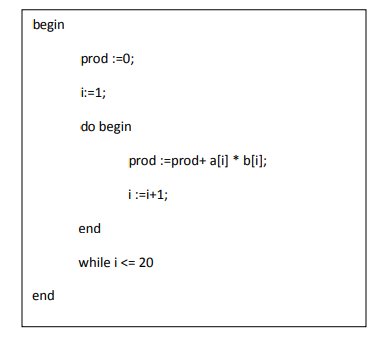 begin
prod :=0;
i:=1;
do begin
prod :=prod+ a[i] * b[i];
i :=i+1;
end
while i <= 20
end